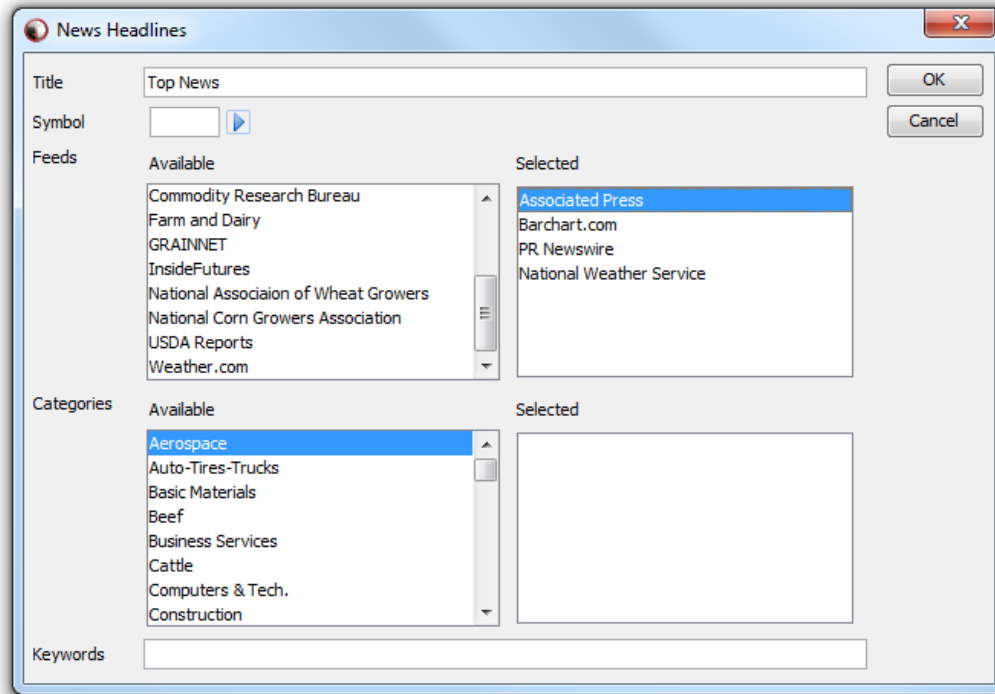 News Headlines
Title
Top News
OK
Symbol
Cancel
Feeds
Available
Selected
Commodity Research Bureau
Farm and Dairy
GRAINNET
InsideFutures
National Associaion of Wheat Growers
National Corn Growers Association
USDA Reports
Weather.com
Associated Press
Barchart.com
PR Newswire
National Weather Service
Categories
Available
Selected
Aerospace
Auto-Tires-Trucks
Basic Materials
Beef
Business Services
Cattle
Computers & Tech.
Construction
Keywords